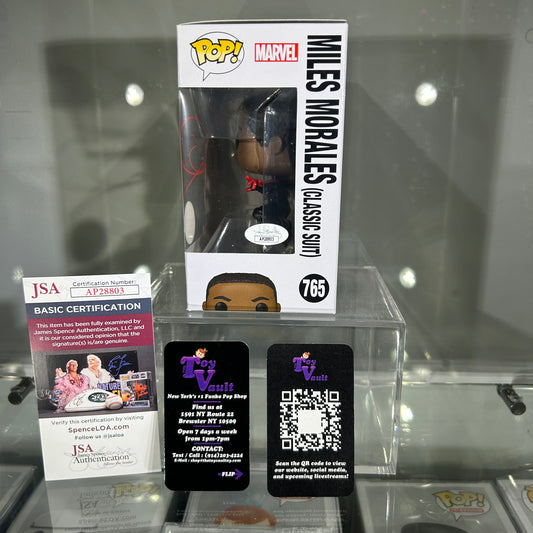 POP!
MARVEL
MILES MORALES
(CLASSIC SUIT)
765
AP28803
JSA
Certification Number:
AP28803
BASIC CERTIFICATION
This item has been fully examined by
James Spence Authentication, LLC and
it is our considered opinion that the
signature(s) is/are genuine.
Verify this certification by visiting
SpenceLOA.com
Follow us @jsaloa
JSA
Authentication
Toy
Vault
New York's #1 Funko Pop Shop
Find us at
1591 NY Route 22
Brewster NY 10509
Open 7 days a week
from 1pm-7pm
CONTACT:
FLIP
Toy
Vault
Scan the QR code to view
our website, social media,
and upcoming livestreams!